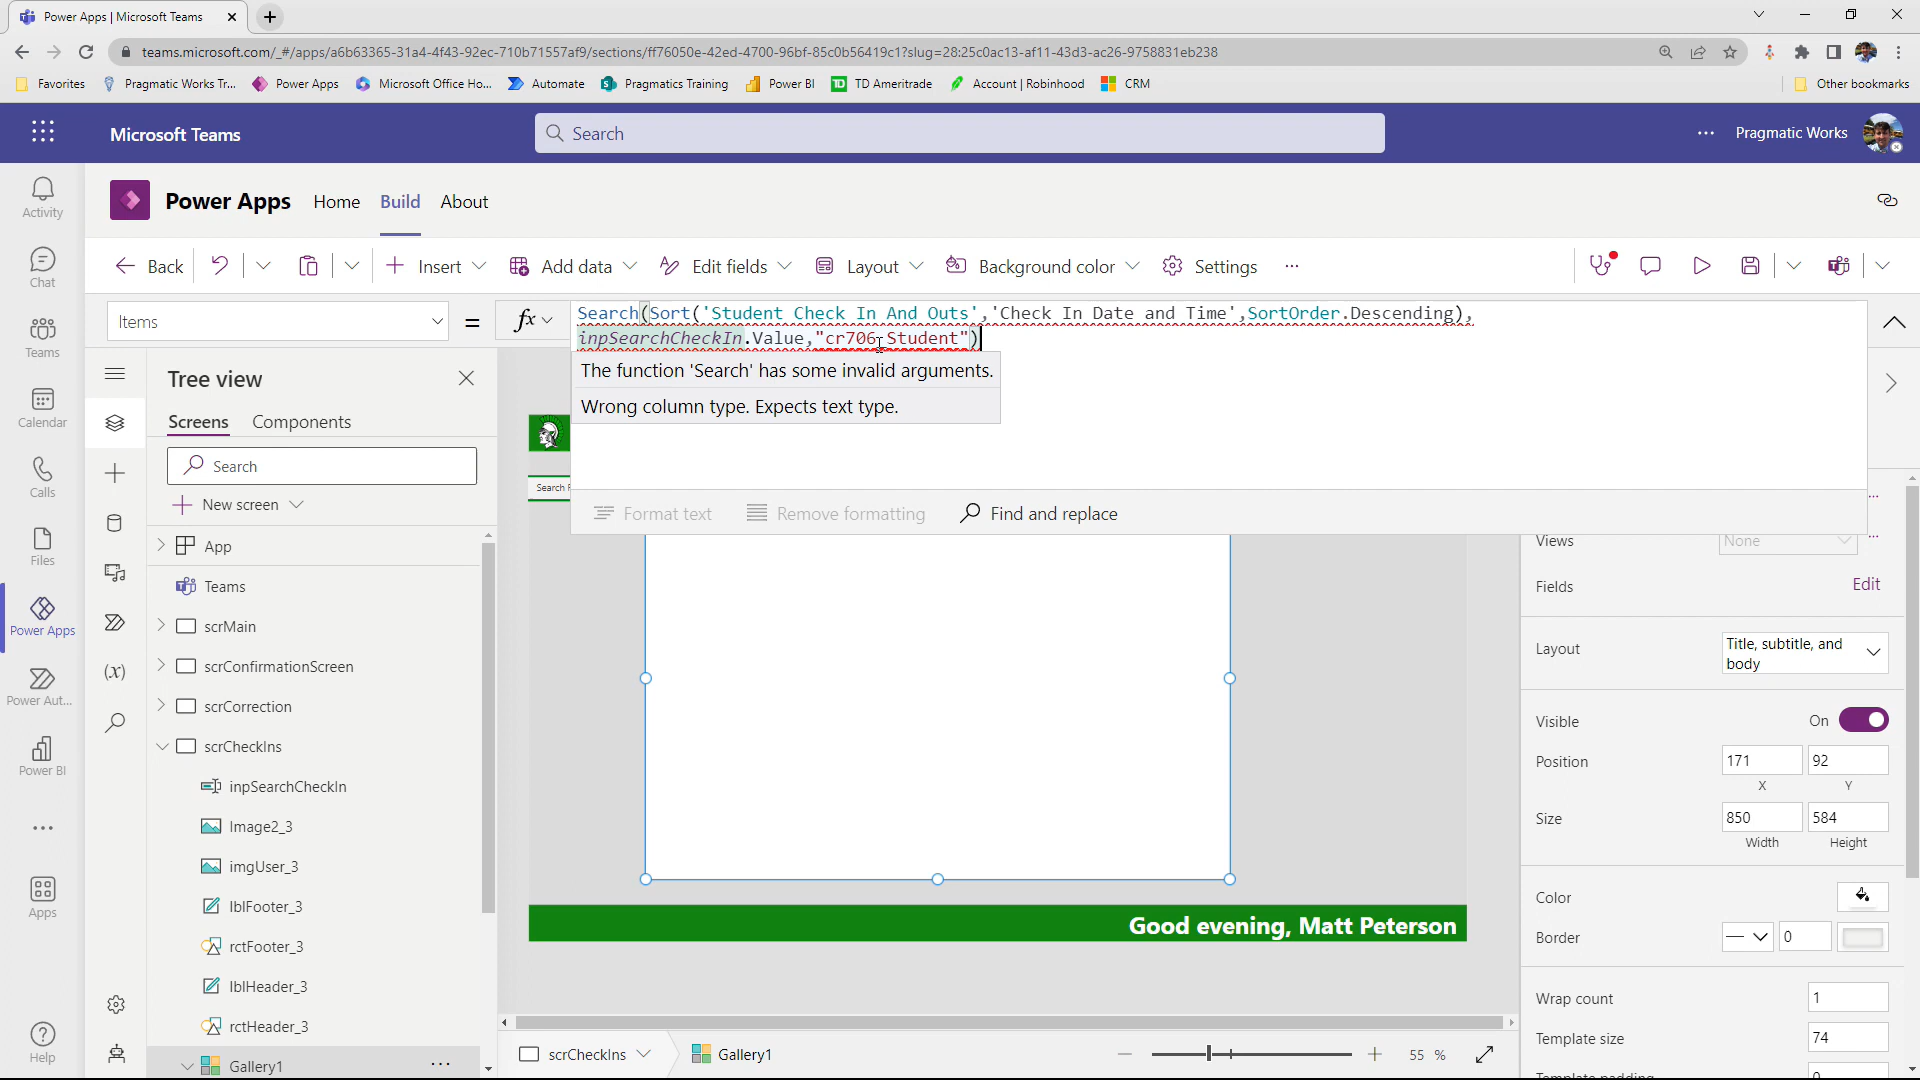 Power Apps | Microsoft Teams
teams.microsoft.com/_#/apps/a6b63365-31a4-4f43-92ec-710b71557af9/sections/ff76050e-42ed-4700-96bf-85c0b56419c1?slug=28:25c0ac13-af11-43d3-ac26-9758831eb238
Favorites Pragmatic Works Tr... Power Apps Microsoft Office Ho... Automate Pragmatics Training Power BI TD TD Ameritrade Account | Robinhood CRM Other bookmarks
Microsoft Teams Search Pragmatic Works
Activity
Chat
Teams
Calendar
Calls
Files
Power Apps
Power Aut...
Power BI
Apps
Help
Power Apps Home Build About
Back Insert Add data Edit fields Layout Background color Settings
Items = fx
Search(Sort('Student Check In And Outs','Check In Date and Time',SortOrder.Descending),
inpSearchCheckIn.Value,"cr706_Student")
The function 'Search' has some invalid arguments.
Wrong column type. Expects text type.
Format text Remove formatting Find and replace
Tree view
Screens Components
Search
New screen
App
Teams
scrMain
scrConfirmationScreen
scrCorrection
scrCheckIns
inpSearchCheckIn
Image2_3
imgUser_3
lblFooter_3
rctFooter_3
lblHeader_3
rctHeader_3
Gallery1
Good evening, Matt Peterson
scrCheckIns Gallery1 55 %
Views None
Fields Edit
Layout Title, subtitle, and
body
Visible On
Position 171 92
X Y
Size 850 584
Width Height
Color
Border 0
Wrap count 1
Template size 74